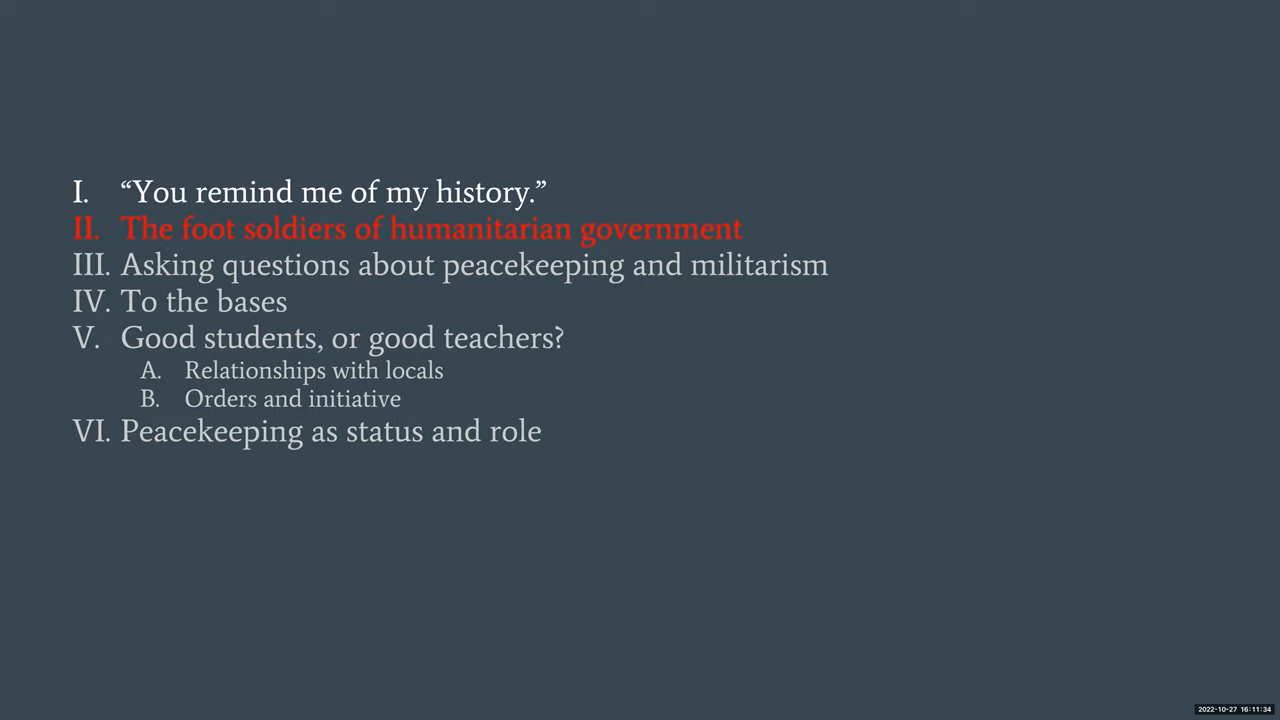 I. “You remind me of my history.”
II. The foot soldiers of humanitarian government
III. Asking questions about peacekeeping and militarism
IV. To the bases
V. Good students, or good teachers?
A. Relationships with locals
B. Orders and initiative
VI. Peacekeeping as status and role
2022-10-27 16:11:34